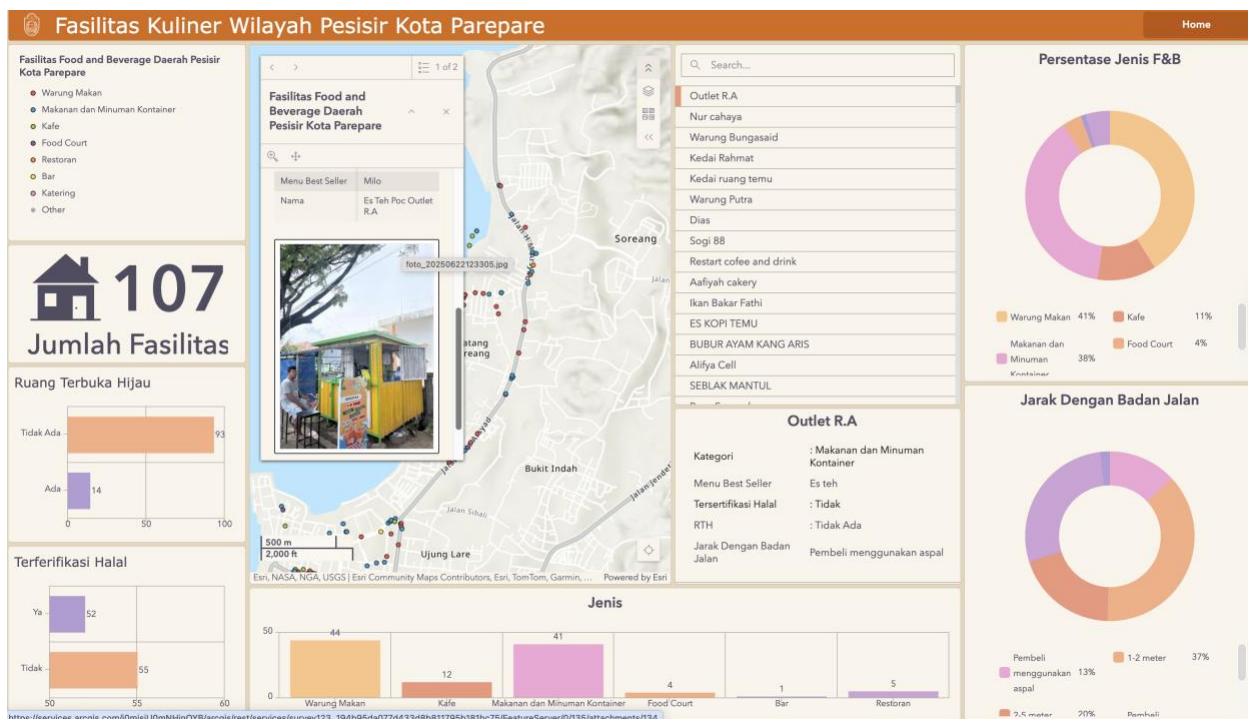 Fasilitas Kuliner Wilayah Pesisir Kota Parepare
Home
Fasilitas Food and Beverage Daerah Pesisir
Kota Parepare
Warung Makan
Makanan dan Minuman Kontainer
Kafe
Food Court
Restoran
Bar
Katering
Other
107
Jumlah Fasilitas
Ruang Terbuka Hijau
Tidak Ada
93
Ada
14
0
50
100
Terferifikasi Halal
Ya
52
Tidak
55
50
55
60
1 of 2
Fasilitas Food and
Beverage Daerah
Pesisir Kota Parepare
Menu Best Seller Milo
Nama Es Teh Poc Outlet
R.A
foto_20250622123305.jpg
Soreang
Jalan
Bukit Indah
Jalan Jende
Jalan Sibali
Ujung Lare
500 m
2,000 ft
Esri, NASA, NGA, USGS | Esri Community Maps Contributors, Esri, TomTom, Garmin, ... Powered by Esri
Search...
Outlet R.A
Nur cahaya
Warung Bungasaid
Kedai Rahmat
Kedai ruang temu
Warung Putra
Dias
Sogi 88
Restart cofee and drink
Aafiyah cakery
Ikan Bakar Fathi
ES KOPI TEMU
BUBUR AYAM KANG ARIS
Alifya Cell
SEBLAK MANTUL
Outlet R.A
Kategori : Makanan dan Minuman
Kontainer
Menu Best Seller Es teh
Tersertifikasi Halal : Tidak
RTH : Tidak Ada
Jarak Dengan Badan
Jalan Pembeli menggunakan aspal
Jenis
50
0
44
12
41
4
1
5
Warung Makan
Kafe
Makanan dan Minuman Kontainer
Food Court
Bar
Restoran
Persentase Jenis F&B
Warung Makan 41%
Kafe 11%
Makanan dan
Minuman 38%
Kontainer
Food Court 4%
Jarak Dengan Badan Jalan
Pembeli
menggunakan 13%
aspal
1-2 meter 37%
2-5 meter 20%
Pembeli